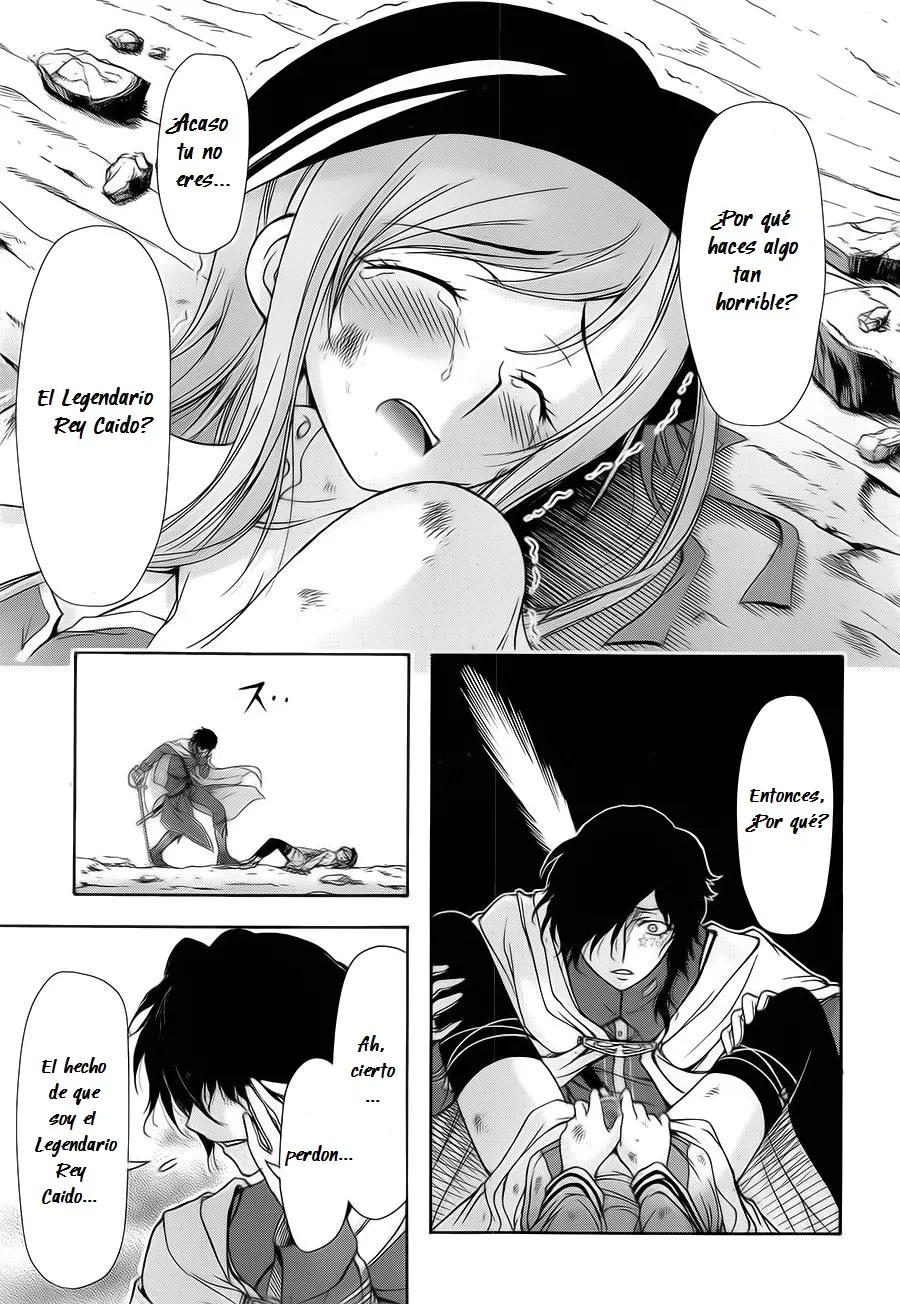 ¿Por qué
haces algo
tan
horrible?
¿Acaso
tu no
eres...
El Legendario
Rey Caido?
Entonces,
¿Por qué?
ス..
Ah,
cierto
...
perdon...
El hecho
de que
soy el
Legendario
Rey
Caido...